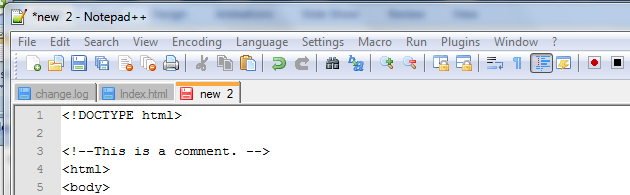 *new 2 - Notepad++
File Edit Search View Encoding Language Settings Macro Run Plugins Window ?
change.log Index.html new 2
1 <!DOCTYPE html>
2
3 <!--This is a comment. -->
4 <html>
5 <body>